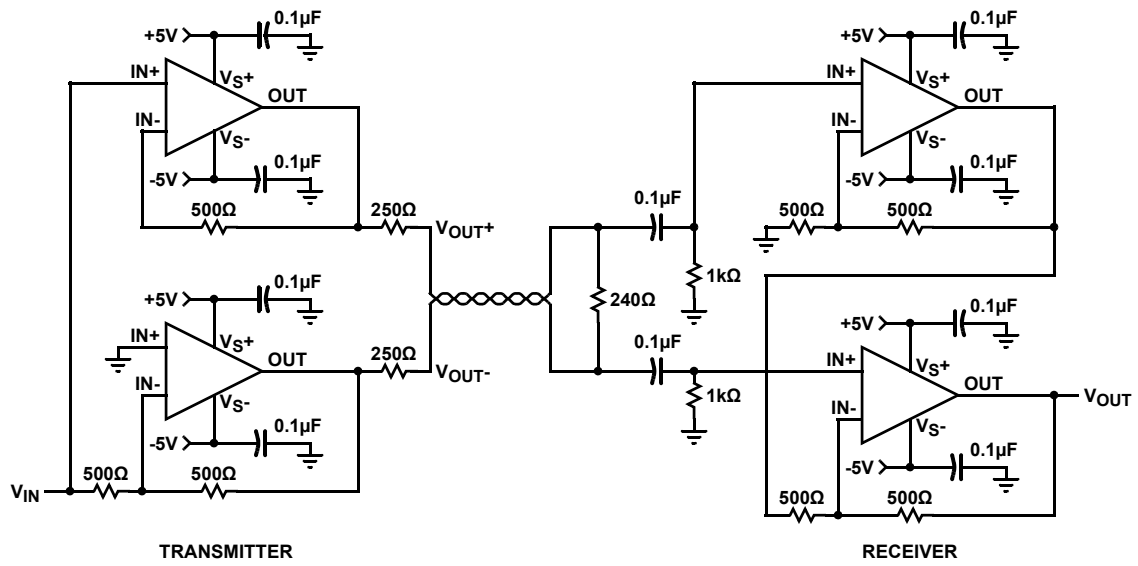 0.1µF
+5V
IN+
VS+
OUT
IN-
VS-
0.1µF
-5V
500Ω
250Ω
VOUT+
0.1µF
+5V
IN+
VS+
OUT
250Ω
VOUT-
IN-
VS-
0.1µF
-5V
500Ω
500Ω
VIN
TRANSMITTER
0.1µF
1kΩ
240Ω
0.1µF
1kΩ
0.1µF
+5V
IN+
VS+
OUT
IN-
VS-
0.1µF
-5V
500Ω
500Ω
0.1µF
+5V
IN+
VS+
OUT
VOUT
IN-
VS-
0.1µF
-5V
500Ω
500Ω
RECEIVER